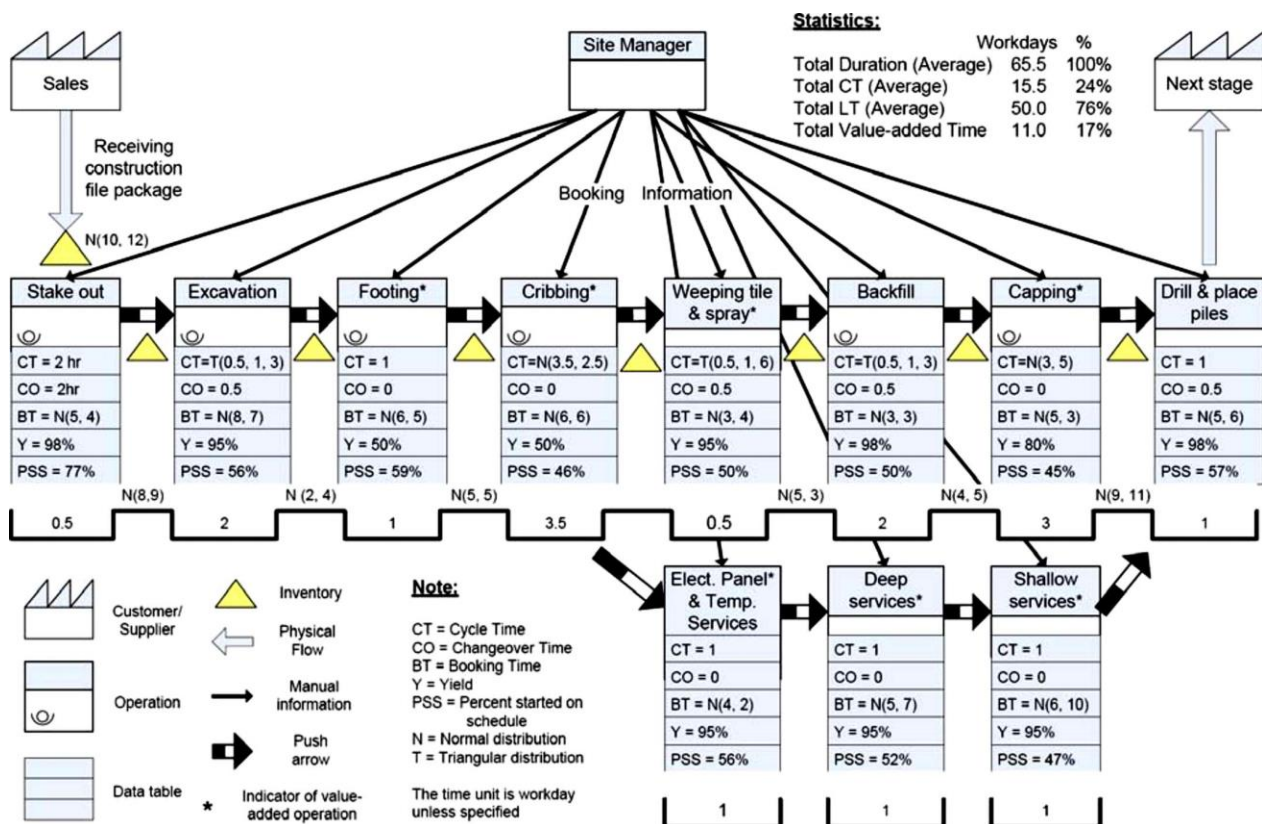 Sales
Receiving
construction
file package
N(10, 12)
Site Manager
Booking Information
Statistics:
Workdays %
Total Duration (Average) 65.5 100%
Total CT (Average) 15.5 24%
Total LT (Average) 50.0 76%
Total Value-added Time 11.0 17%
Next stage
Stake out
CT = 2 hr
CO = 2hr
BT = N(5, 4)
Y = 98%
PSS = 77%
Excavation
CT=T(0.5, 1, 3)
CO = 0.5
BT = N(8, 7)
Y = 95%
PSS = 56%
Footing*
CT = 1
CO = 0
BT = N(6, 5)
Y = 50%
PSS = 59%
Cribbing*
CT=N(3.5, 2.5)
CO = 0
BT = N(6, 6)
Y = 50%
PSS = 46%
Weeping tile
& spray*
CT=T(0.5, 1, 6)
CO = 0.5
BT = N(3, 4)
Y = 95%
PSS = 50%
Backfill
CT=T(0.5, 1, 3)
CO = 0.5
BT = N(3, 3)
Y = 98%
PSS = 50%
Capping*
CT=N(3, 5)
CO = 0
BT = N(5, 3)
Y = 80%
PSS = 45%
Drill & place
piles
CT = 1
CO = 0.5
BT = N(5, 6)
Y = 98%
PSS = 57%
N(8,9) N (2, 4) N(5, 5) N(5, 3) N(4, 5) N(9, 11)
0.5 2 1 3.5 0.5 2 3 1
Elect. Panel*
& Temp.
Services
CT = 1
CO = 0
BT = N(4, 2)
Y = 95%
PSS = 56%
1
Deep
services*
CT = 1
CO = 0
BT = N(5, 7)
Y = 95%
PSS = 52%
1
Shallow
services*
CT = 1
CO = 0
BT = N(6, 10)
Y = 95%
PSS = 47%
1
Customer/
Supplier
Operation
Data table
Inventory
Physical
Flow
Manual
information
Push
arrow
* Indicator of value-
added operation
Note:
CT = Cycle Time
CO = Changeover Time
BT = Booking Time
Y = Yield
PSS = Percent started on
schedule
N = Normal distribution
T = Triangular distribution
The time unit is workday
unless specified